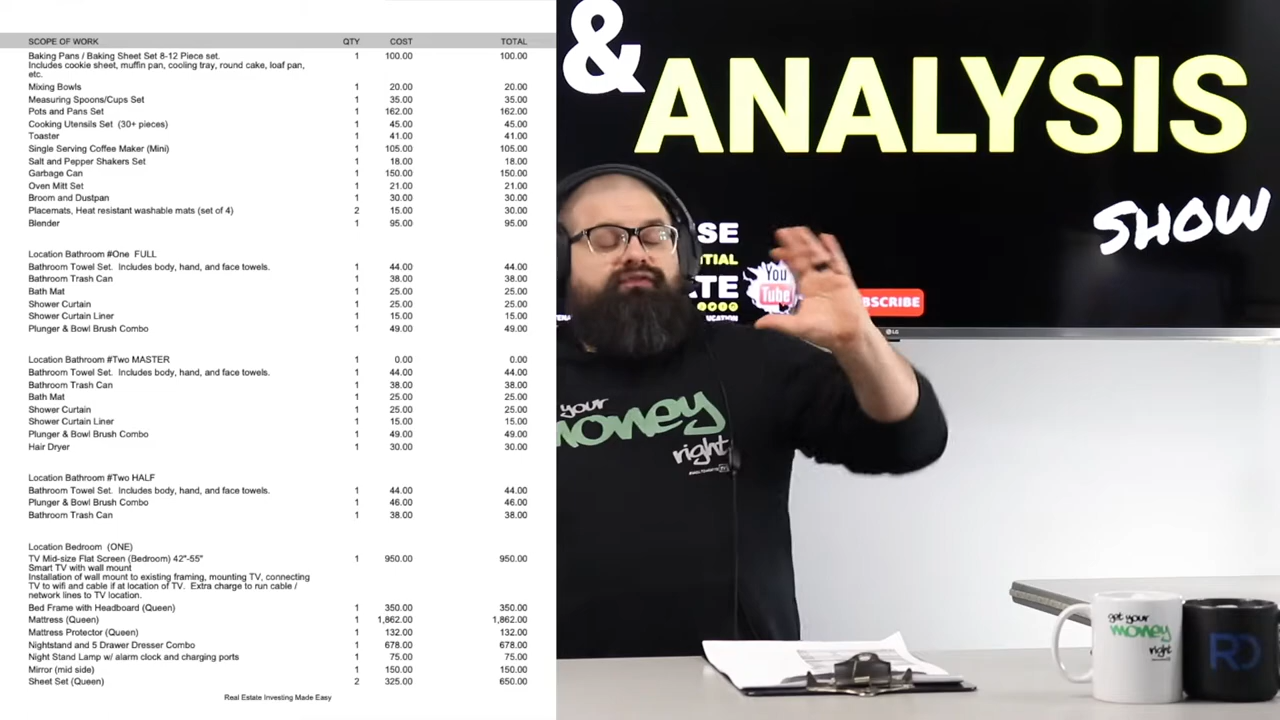 SCOPE OF WORK QTY COST TOTAL
Baking Pans / Baking Sheet Set 8-12 Piece set. 1 100.00 100.00
Includes cookie sheet, muffin pan, cooling tray, round cake, loaf pan,
etc.
Mixing Bowls 1 20.00 20.00
Measuring Spoons/Cups Set 1 35.00 35.00
Pots and Pans Set 1 162.00 162.00
Cooking Utensils Set (30+ pieces) 1 45.00 45.00
Toaster 1 41.00 41.00
Single Serving Coffee Maker (Mini) 1 105.00 105.00
Salt and Pepper Shakers Set 1 18.00 18.00
Garbage Can 1 150.00 150.00
Oven Mitt Set 1 21.00 21.00
Broom and Dustpan 1 30.00 30.00
Placemats, Heat resistant washable mats (set of 4) 2 15.00 30.00
Blender 1 95.00 95.00
Location Bathroom #One FULL
Bathroom Towel Set. Includes body, hand, and face towels. 1 44.00 44.00
Bathroom Trash Can 1 38.00 38.00
Bath Mat 1 25.00 25.00
Shower Curtain 1 25.00 25.00
Shower Curtain Liner 1 15.00 15.00
Plunger & Bowl Brush Combo 1 49.00 49.00
Location Bathroom #Two MASTER 1 0.00 0.00
Bathroom Towel Set. Includes body, hand, and face towels. 1 44.00 44.00
Bathroom Trash Can 1 38.00 38.00
Bath Mat 1 25.00 25.00
Shower Curtain 1 25.00 25.00
Shower Curtain Liner 1 15.00 15.00
Plunger & Bowl Brush Combo 1 49.00 49.00
Hair Dryer 1 30.00 30.00
Location Bathroom #Two HALF
Bathroom Towel Set. Includes body, hand, and face towels. 1 44.00 44.00
Plunger & Bowl Brush Combo 1 46.00 46.00
Bathroom Trash Can 1 38.00 38.00
Location Bedroom (ONE)
TV Mid-size Flat Screen (Bedroom) 42"-55" 1 950.00 950.00
Smart TV with wall mount
Installation of wall mount to existing framing, mounting TV, connecting
TV to wifi and cable if at location of TV. Extra charge to run cable /
network lines to TV location.
Bed Frame with Headboard (Queen) 1 350.00 350.00
Mattress (Queen) 1 1,862.00 1,862.00
Mattress Protector (Queen) 1 132.00 132.00
Nightstand and 5 Drawer Dresser Combo 1 678.00 678.00
Night Stand Lamp w/ alarm clock and charging ports 1 75.00 75.00
Mirror (mid side) 1 150.00 150.00
Sheet Set (Queen) 2 325.00 650.00
Real Estate Investing Made Easy
&
ANALYSIS
SHOW
SE
TIAL
TE
You
Tube
SCRIBE
LG
your
money
right
got your
money
right
RD